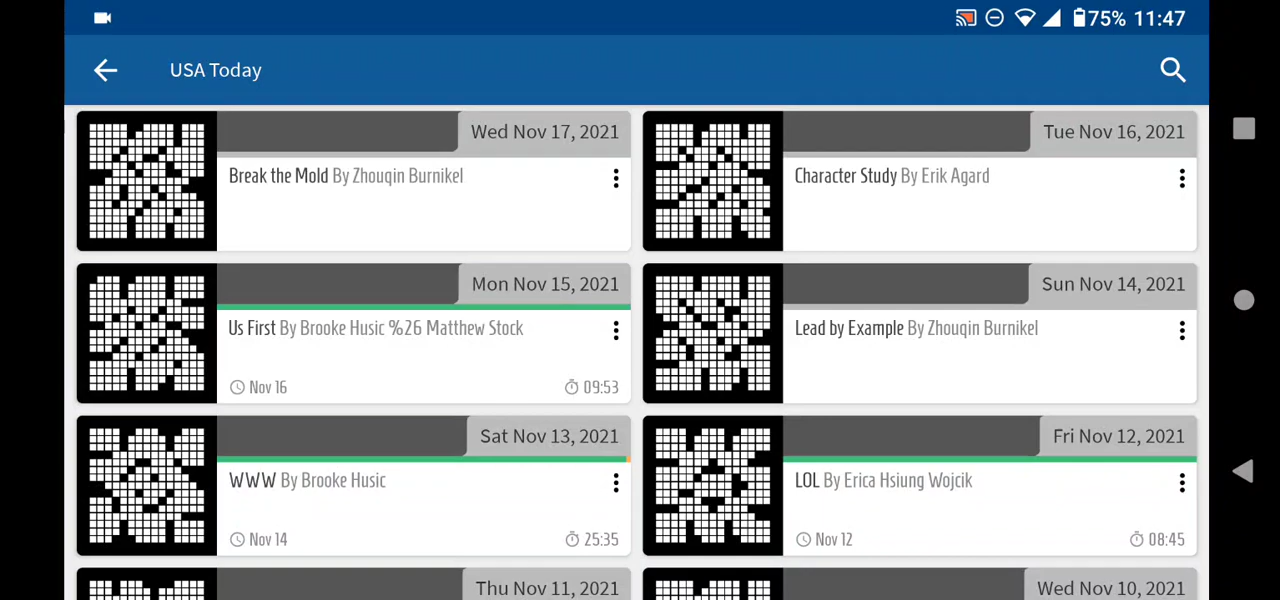 75% 11:47
USA Today
Wed Nov 17, 2021
Break the Mold By Zhouqin Burnikel
Tue Nov 16, 2021
Character Study By Erik Agard
Mon Nov 15, 2021
Us First By Brooke Husic %26 Matthew Stock
Nov 16 09:53
Sun Nov 14, 2021
Lead by Example By Zhouqin Burnikel
Sat Nov 13, 2021
WWW By Brooke Husic
Nov 14 25:35
Fri Nov 12, 2021
LOL By Erica Hsiung Wojcik
Nov 12 08:45
Thu Nov 11, 2021
Wed Nov 10, 2021